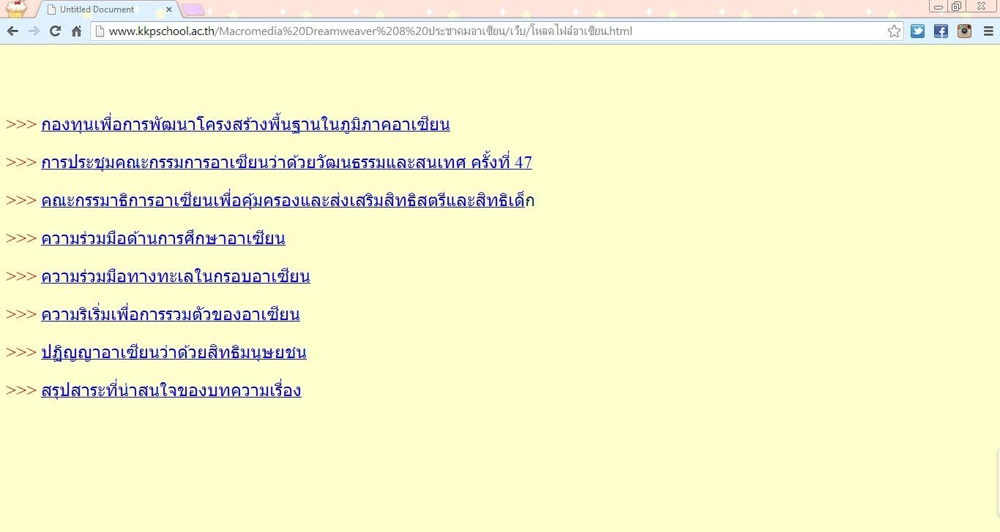 Untitled Document
www.kkpschool.ac.th/Macromedia%20Dreamweaver%208%20ประชาคมอาเซียน/เว็บ/โหลดไฟล์อาเซียน.html
>>> กองทุนเพื่อการพัฒนาโครงสร้างพื้นฐานในภูมิภาคอาเซียน
>>> การประชุมคณะกรรมการอาเซียนว่าด้วยวัฒนธรรมและสนเทศ ครั้งที่ 47
>>> คณะกรรมาธิการอาเซียนเพื่อคุ้มครองและส่งเสริมสิทธิสตรีและสิทธิเด็ก
>>> ความร่วมมือด้านการศึกษาอาเซียน
>>> ความร่วมมือทางทะเลในกรอบอาเซียน
>>> ความริเริ่มเพื่อการรวมตัวของอาเซียน
>>> ปฏิญญาอาเซียนว่าด้วยสิทธิมนุษยชน
>>> สรุปสาระที่น่าสนใจของบทความเรื่อง